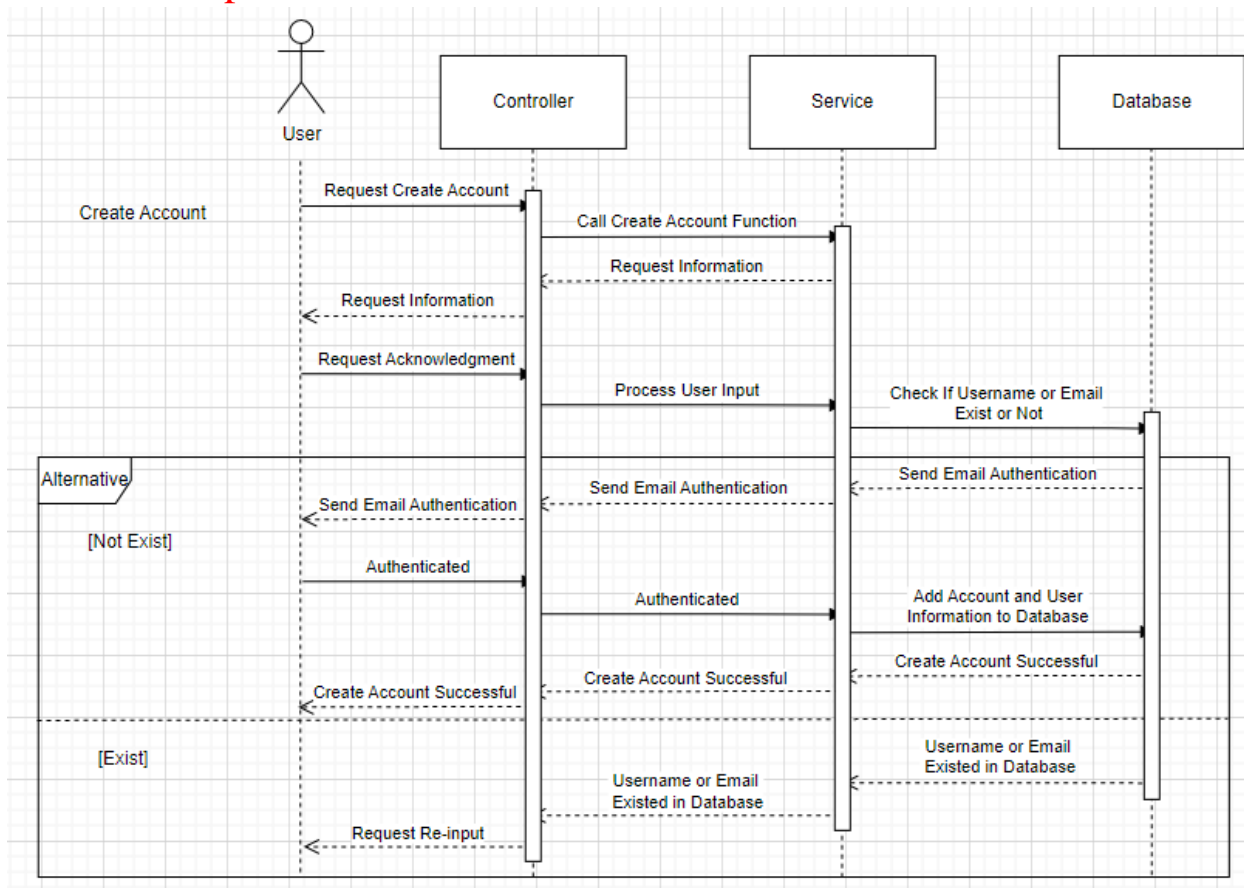 User
Controller
Service
Database
Create Account
Request Create Account
Call Create Account Function
Request Information
Request Information
Request Acknowledgment
Process User Input
Check If Username or Email
Exist or Not
Alternative
Send Email Authentication
Send Email Authentication
Send Email Authentication
[Not Exist]
Authenticated
Authenticated
Add Account and User
Information to Database
Create Account Successful
Create Account Successful
Create Account Successful
[Exist]
Username or Email
Existed in Database
Username or Email
Existed in Database
Request Re-input